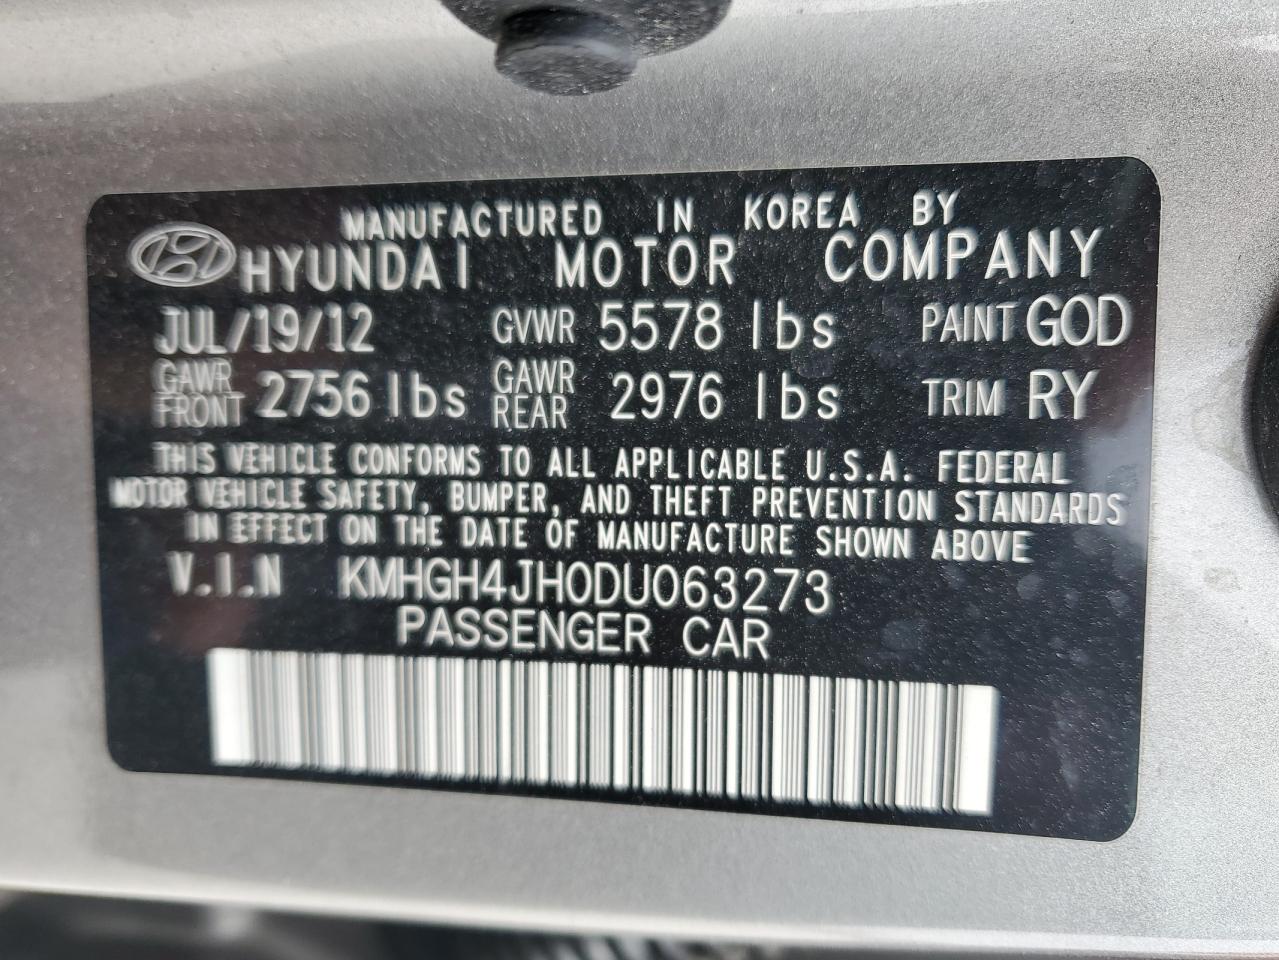 MANUFACTURED IN KOREA BY
HYUNDAI MOTOR COMPANY
JUL/19/12 GVWR 5578 lbs PAINT GOD
GAWR FRONT 2756 lbs GAWR REAR 2976 lbs TRIM RY
THIS VEHICLE CONFORMS TO ALL APPLICABLE U.S.A. FEDERAL
MOTOR VEHICLE SAFETY, BUMPER, AND THEFT PREVENTION STANDARDS
IN EFFECT ON THE DATE OF MANUFACTURE SHOWN ABOVE
V.I.N KMHGH4JH0DU063273
PASSENGER CAR